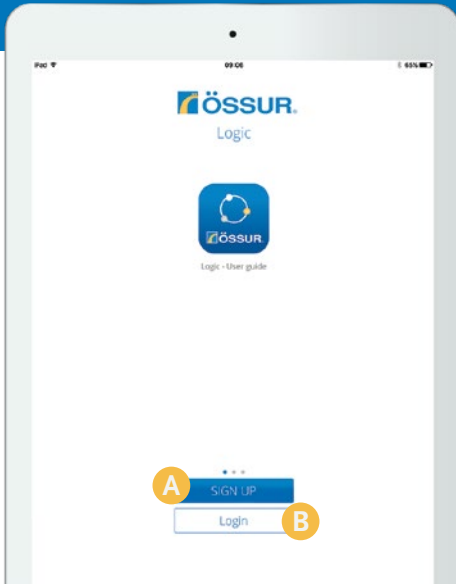 iPad
09:06
65%
ÖSSUR.
Logic
ÖSSUR.
Logic - User guide
A
SIGN UP
Login
B